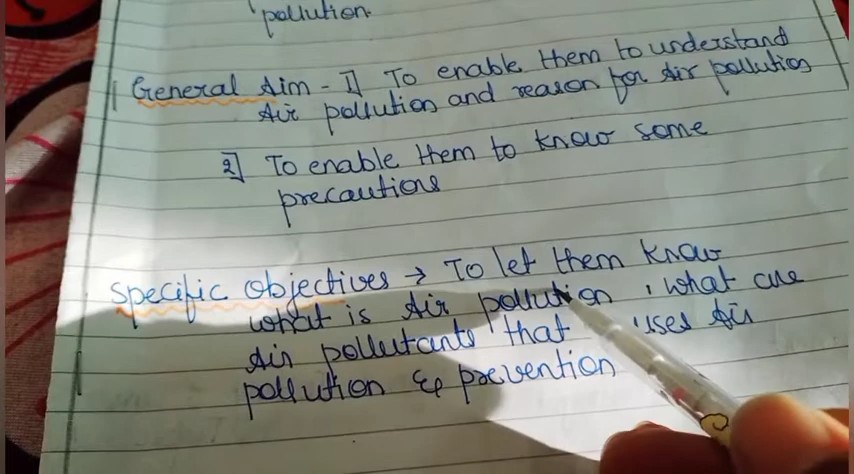 pollution.
General Aim - 1] To enable them to understand
Air pollution and reason for Air pollution
2] To enable them to know some
precautions
Specific objectives → To let them know
what is Air pollution, what are
Air pollutants that uses Air
pollution & prevention